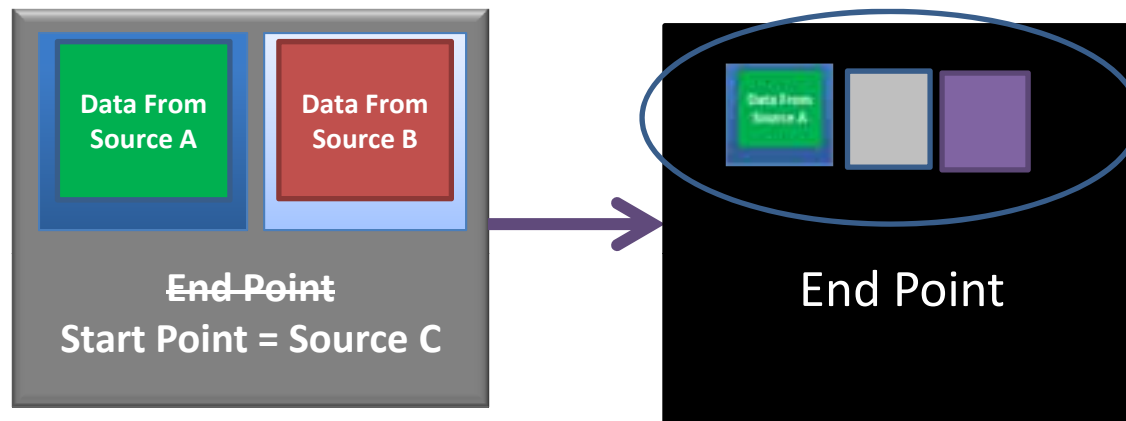 Data From
Source A
Data From
Source B
End Point
Start Point = Source C
Data From
Source A
End Point